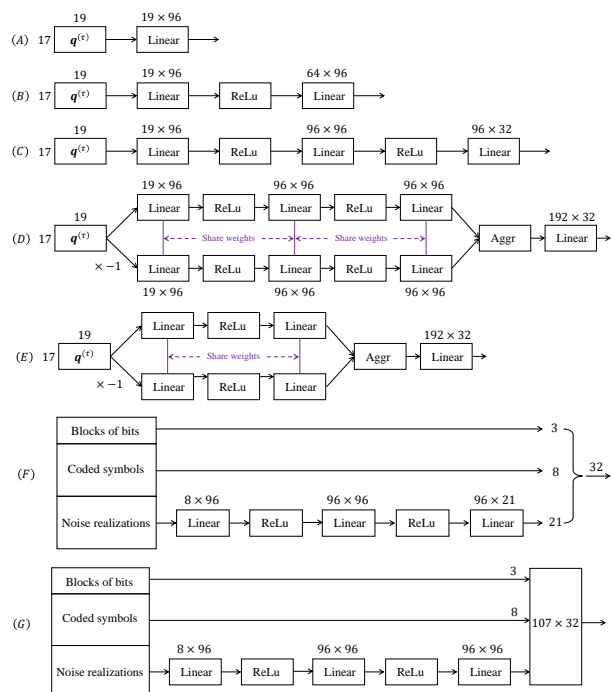 19 19 × 96
(A) 17 q^(τ) Linear
19 19 × 96 64 × 96
(B) 17 q^(τ) Linear ReLu Linear
19 19 × 96 96 × 96 96 × 32
(C) 17 q^(τ) Linear ReLu Linear ReLu Linear
19 × 96 96 × 96 96 × 96
Linear ReLu Linear ReLu Linear
19 192 × 32
(D) 17 q^(τ) Share weights Share weights Aggr Linear
× −1
Linear ReLu Linear ReLu Linear
19 × 96 96 × 96 96 × 96
Linear ReLu Linear
19 192 × 32
(E) 17 q^(τ) Share weights Aggr Linear
× −1
Linear ReLu Linear
Blocks of bits 3
(F) Coded symbols 8 32
8 × 96 96 × 96 96 × 21
Noise realizations Linear ReLu Linear ReLu Linear 21
Blocks of bits 3
(G) Coded symbols 8 107 × 32
8 × 96 96 × 96 96 × 96
Noise realizations Linear ReLu Linear ReLu Linear